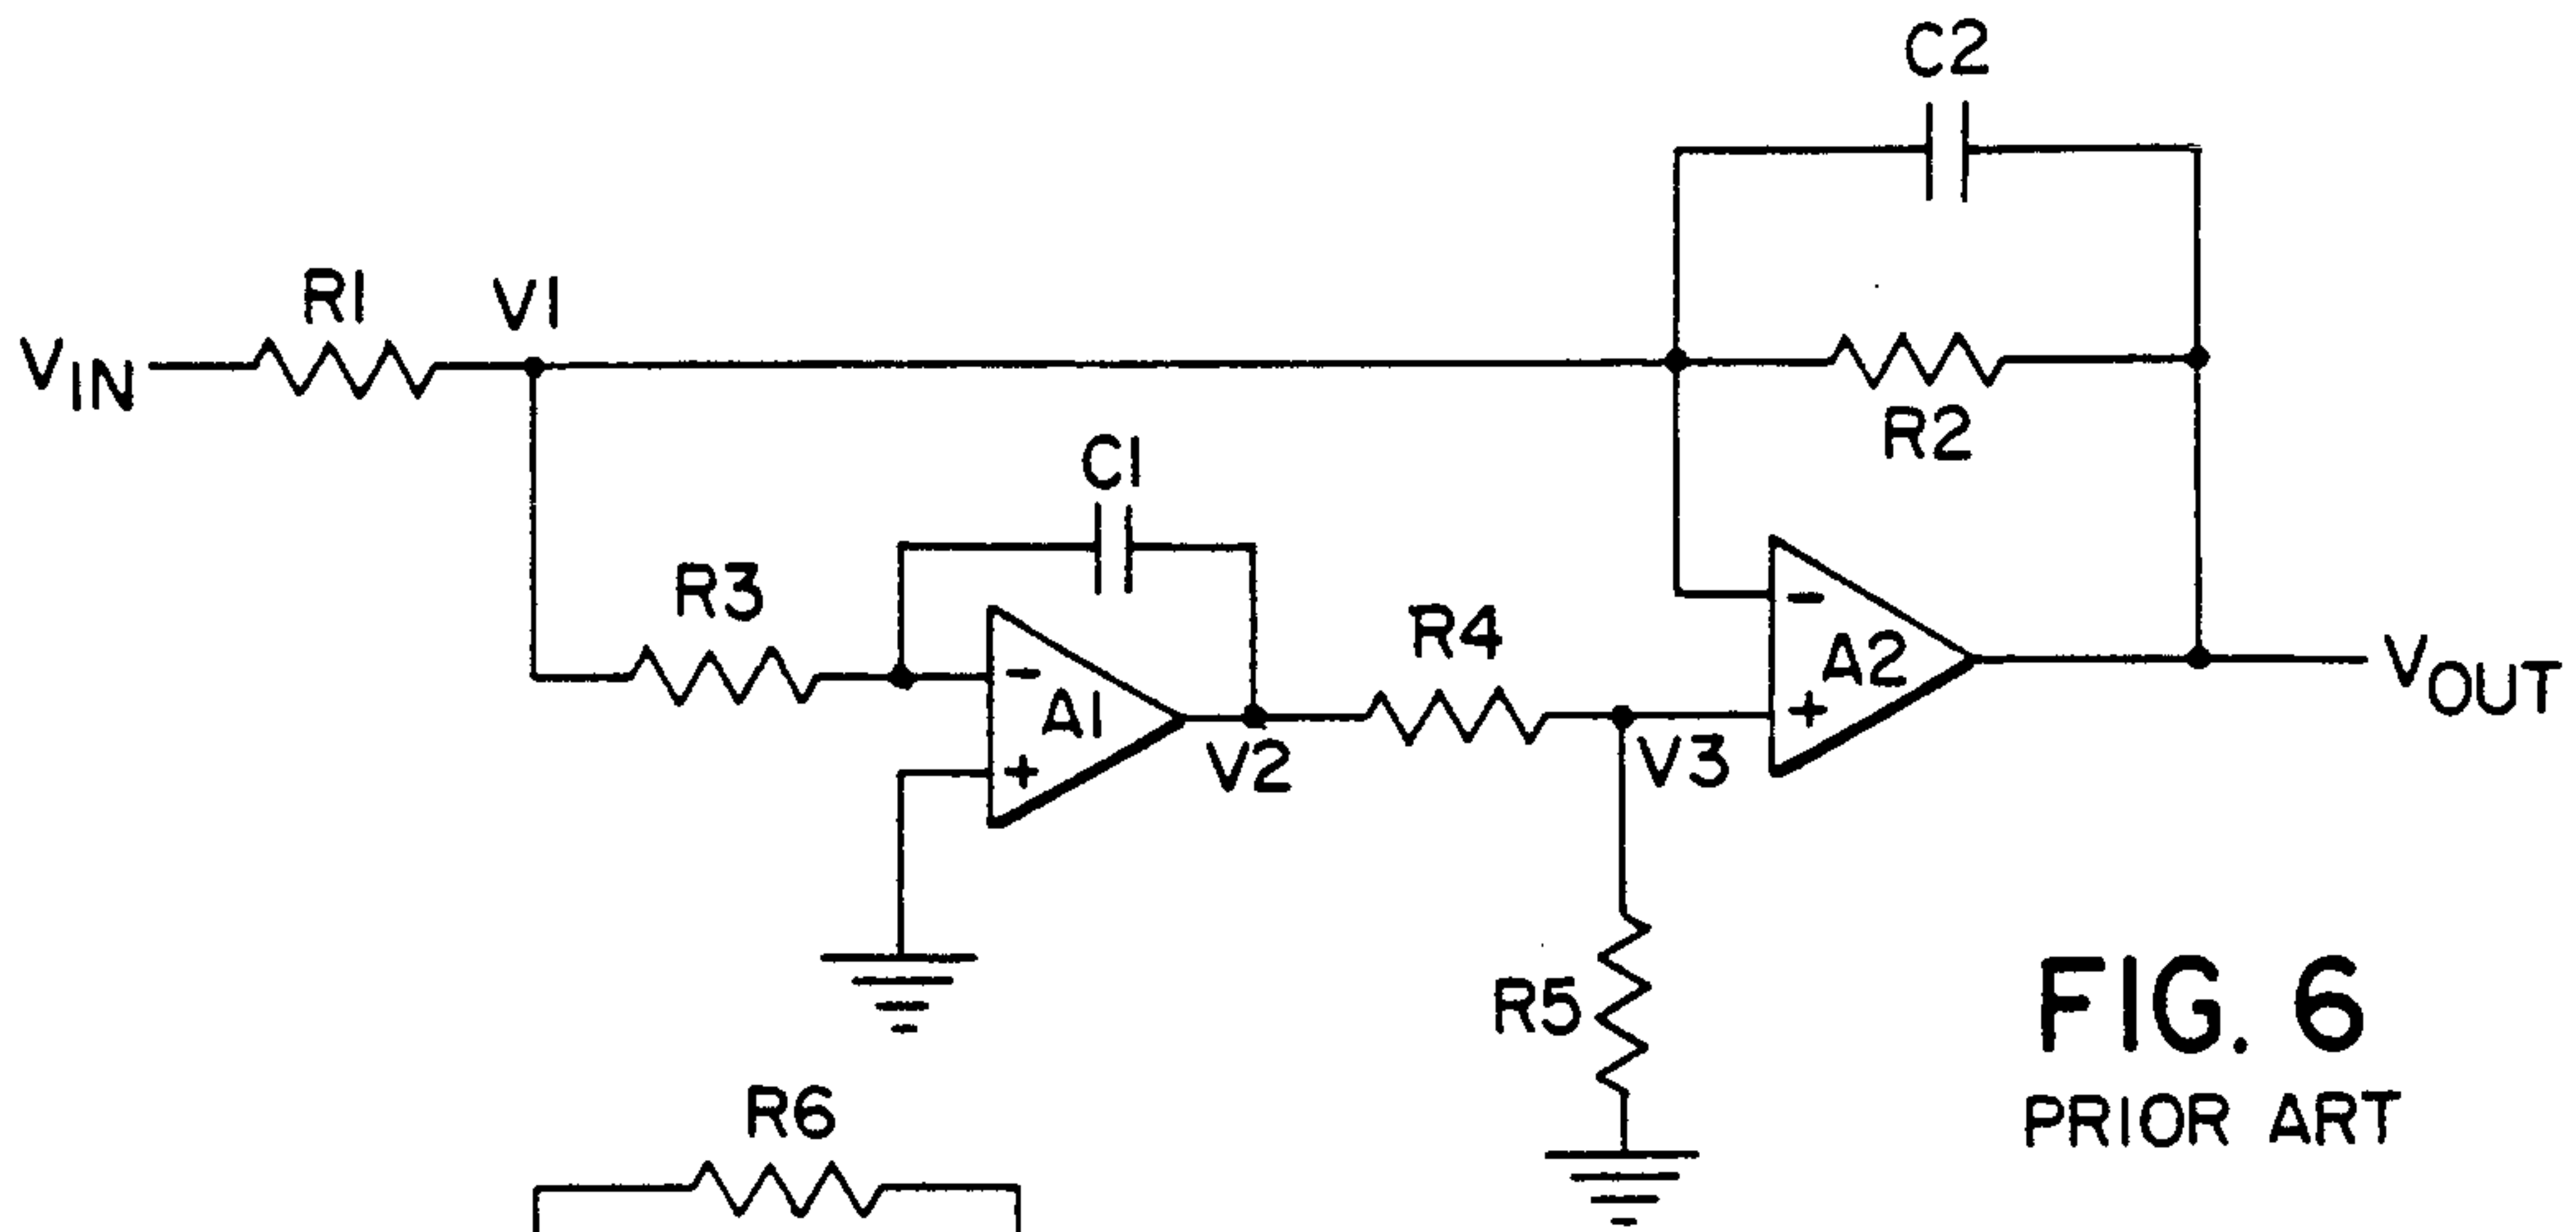 C2
R1
V1
VIN
R2
C1
R3
R4
-
A2
+
VOUT
-
A1
+
V2
V3
R5
FIG. 6
PRIOR ART
R6